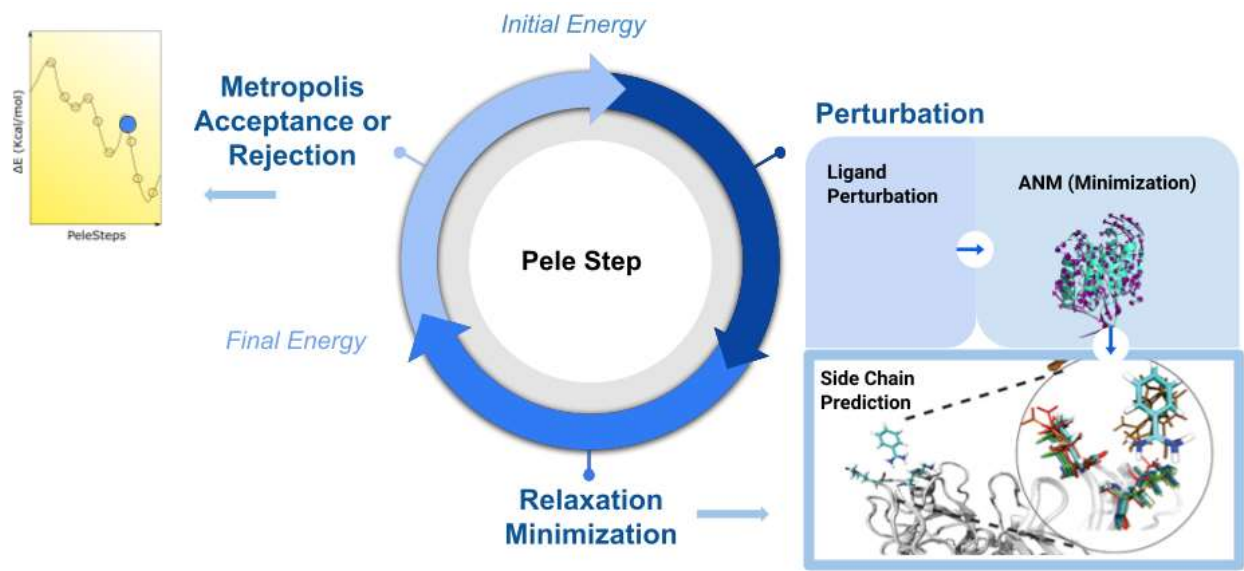 Initial Energy
ΔE (Kcal/mol)
PeleSteps
Metropolis
Acceptance or
Rejection
Perturbation
Ligand
Perturbation
ANM (Minimization)
Pele Step
Final Energy
Side Chain
Prediction
Relaxation
Minimization